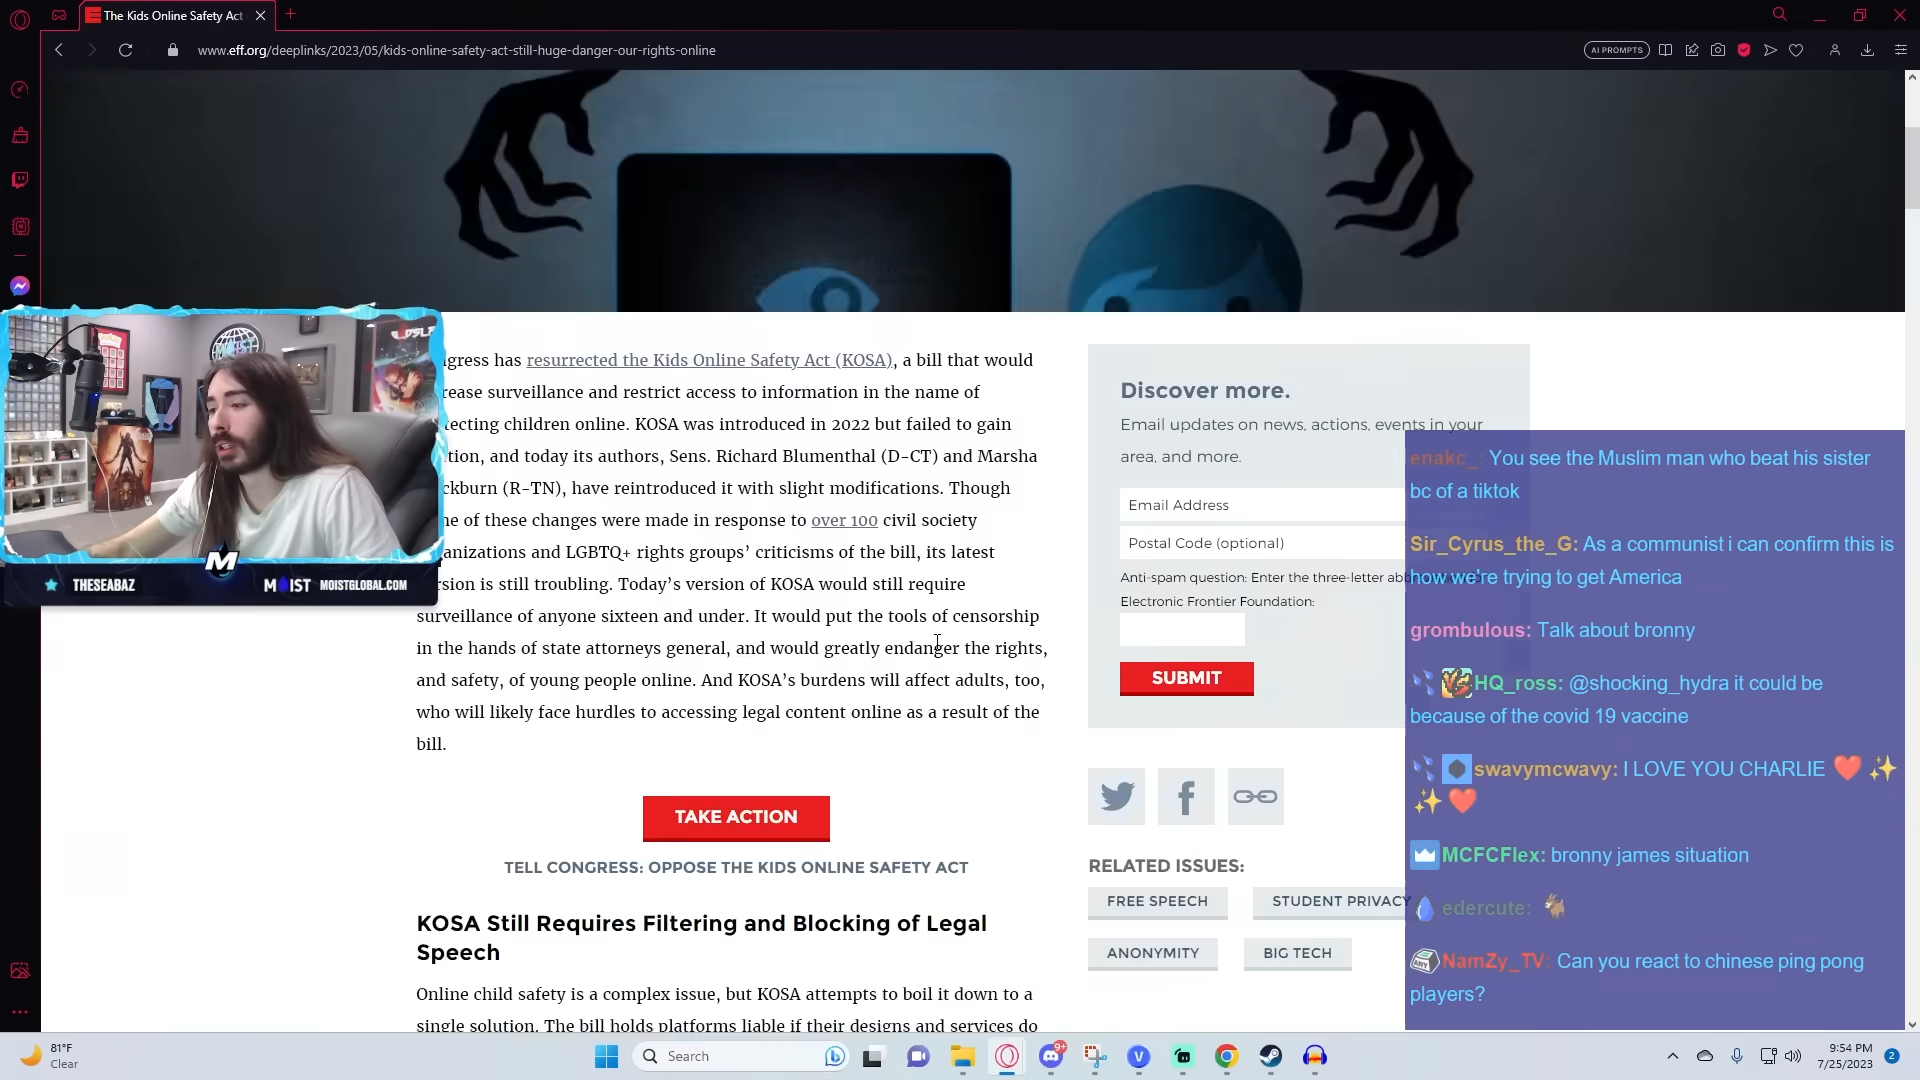 The Kids Online Safety Act
www.eff.org/deeplinks/2023/05/kids-online-safety-act-still-huge-danger-our-rights-online
AI PROMPTS
gress has resurrected the Kids Online Safety Act (KOSA), a bill that would
rease surveillance and restrict access to information in the name of
tecting children online. KOSA was introduced in 2022 but failed to gain
tion, and today its authors, Sens. Richard Blumenthal (D-CT) and Marsha
ckburn (R-TN), have reintroduced it with slight modifications. Though
e of these changes were made in response to over 100 civil society
anizations and LGBTQ+ rights groups’ criticisms of the bill, its latest
rsion is still troubling. Today’s version of KOSA would still require
surveillance of anyone sixteen and under. It would put the tools of censorship
in the hands of state attorneys general, and would greatly endanger the rights,
and safety, of young people online. And KOSA’s burdens will affect adults, too,
who will likely face hurdles to accessing legal content online as a result of the
bill.
TAKE ACTION
TELL CONGRESS: OPPOSE THE KIDS ONLINE SAFETY ACT
KOSA Still Requires Filtering and Blocking of Legal
Speech
Online child safety is a complex issue, but KOSA attempts to boil it down to a
single solution. The bill holds platforms liable if their designs and services do
THESEABAZ
M
MOIST
MOISTGLOBAL.COM
Discover more.
Email updates on news, actions, events in your
area, and more.
Email Address
Postal Code (optional)
Anti-spam question: Enter the three-letter
Electronic Frontier Foundation:
SUBMIT
RELATED ISSUES:
FREE SPEECH
STUDENT PRIVACY
ANONYMITY
BIG TECH
enakc_: You see the Muslim man who beat his sister
bc of a tiktok
Sir_Cyrus_the_G: As a communist i can confirm this is
how we're trying to get America
grombulous: Talk about bronny
HQ_ross: @shocking_hydra it could be
because of the covid 19 vaccine
swavymcwavy: I LOVE YOU CHARLIE ❤️ ✨
✨ ❤️
MCFCFlex: bronny james situation
edercute: 🐐
NamZy_TV: Can you react to chinese ping pong
players?
81°F
Clear
Search
9+
9:54 PM
7/25/2023
2